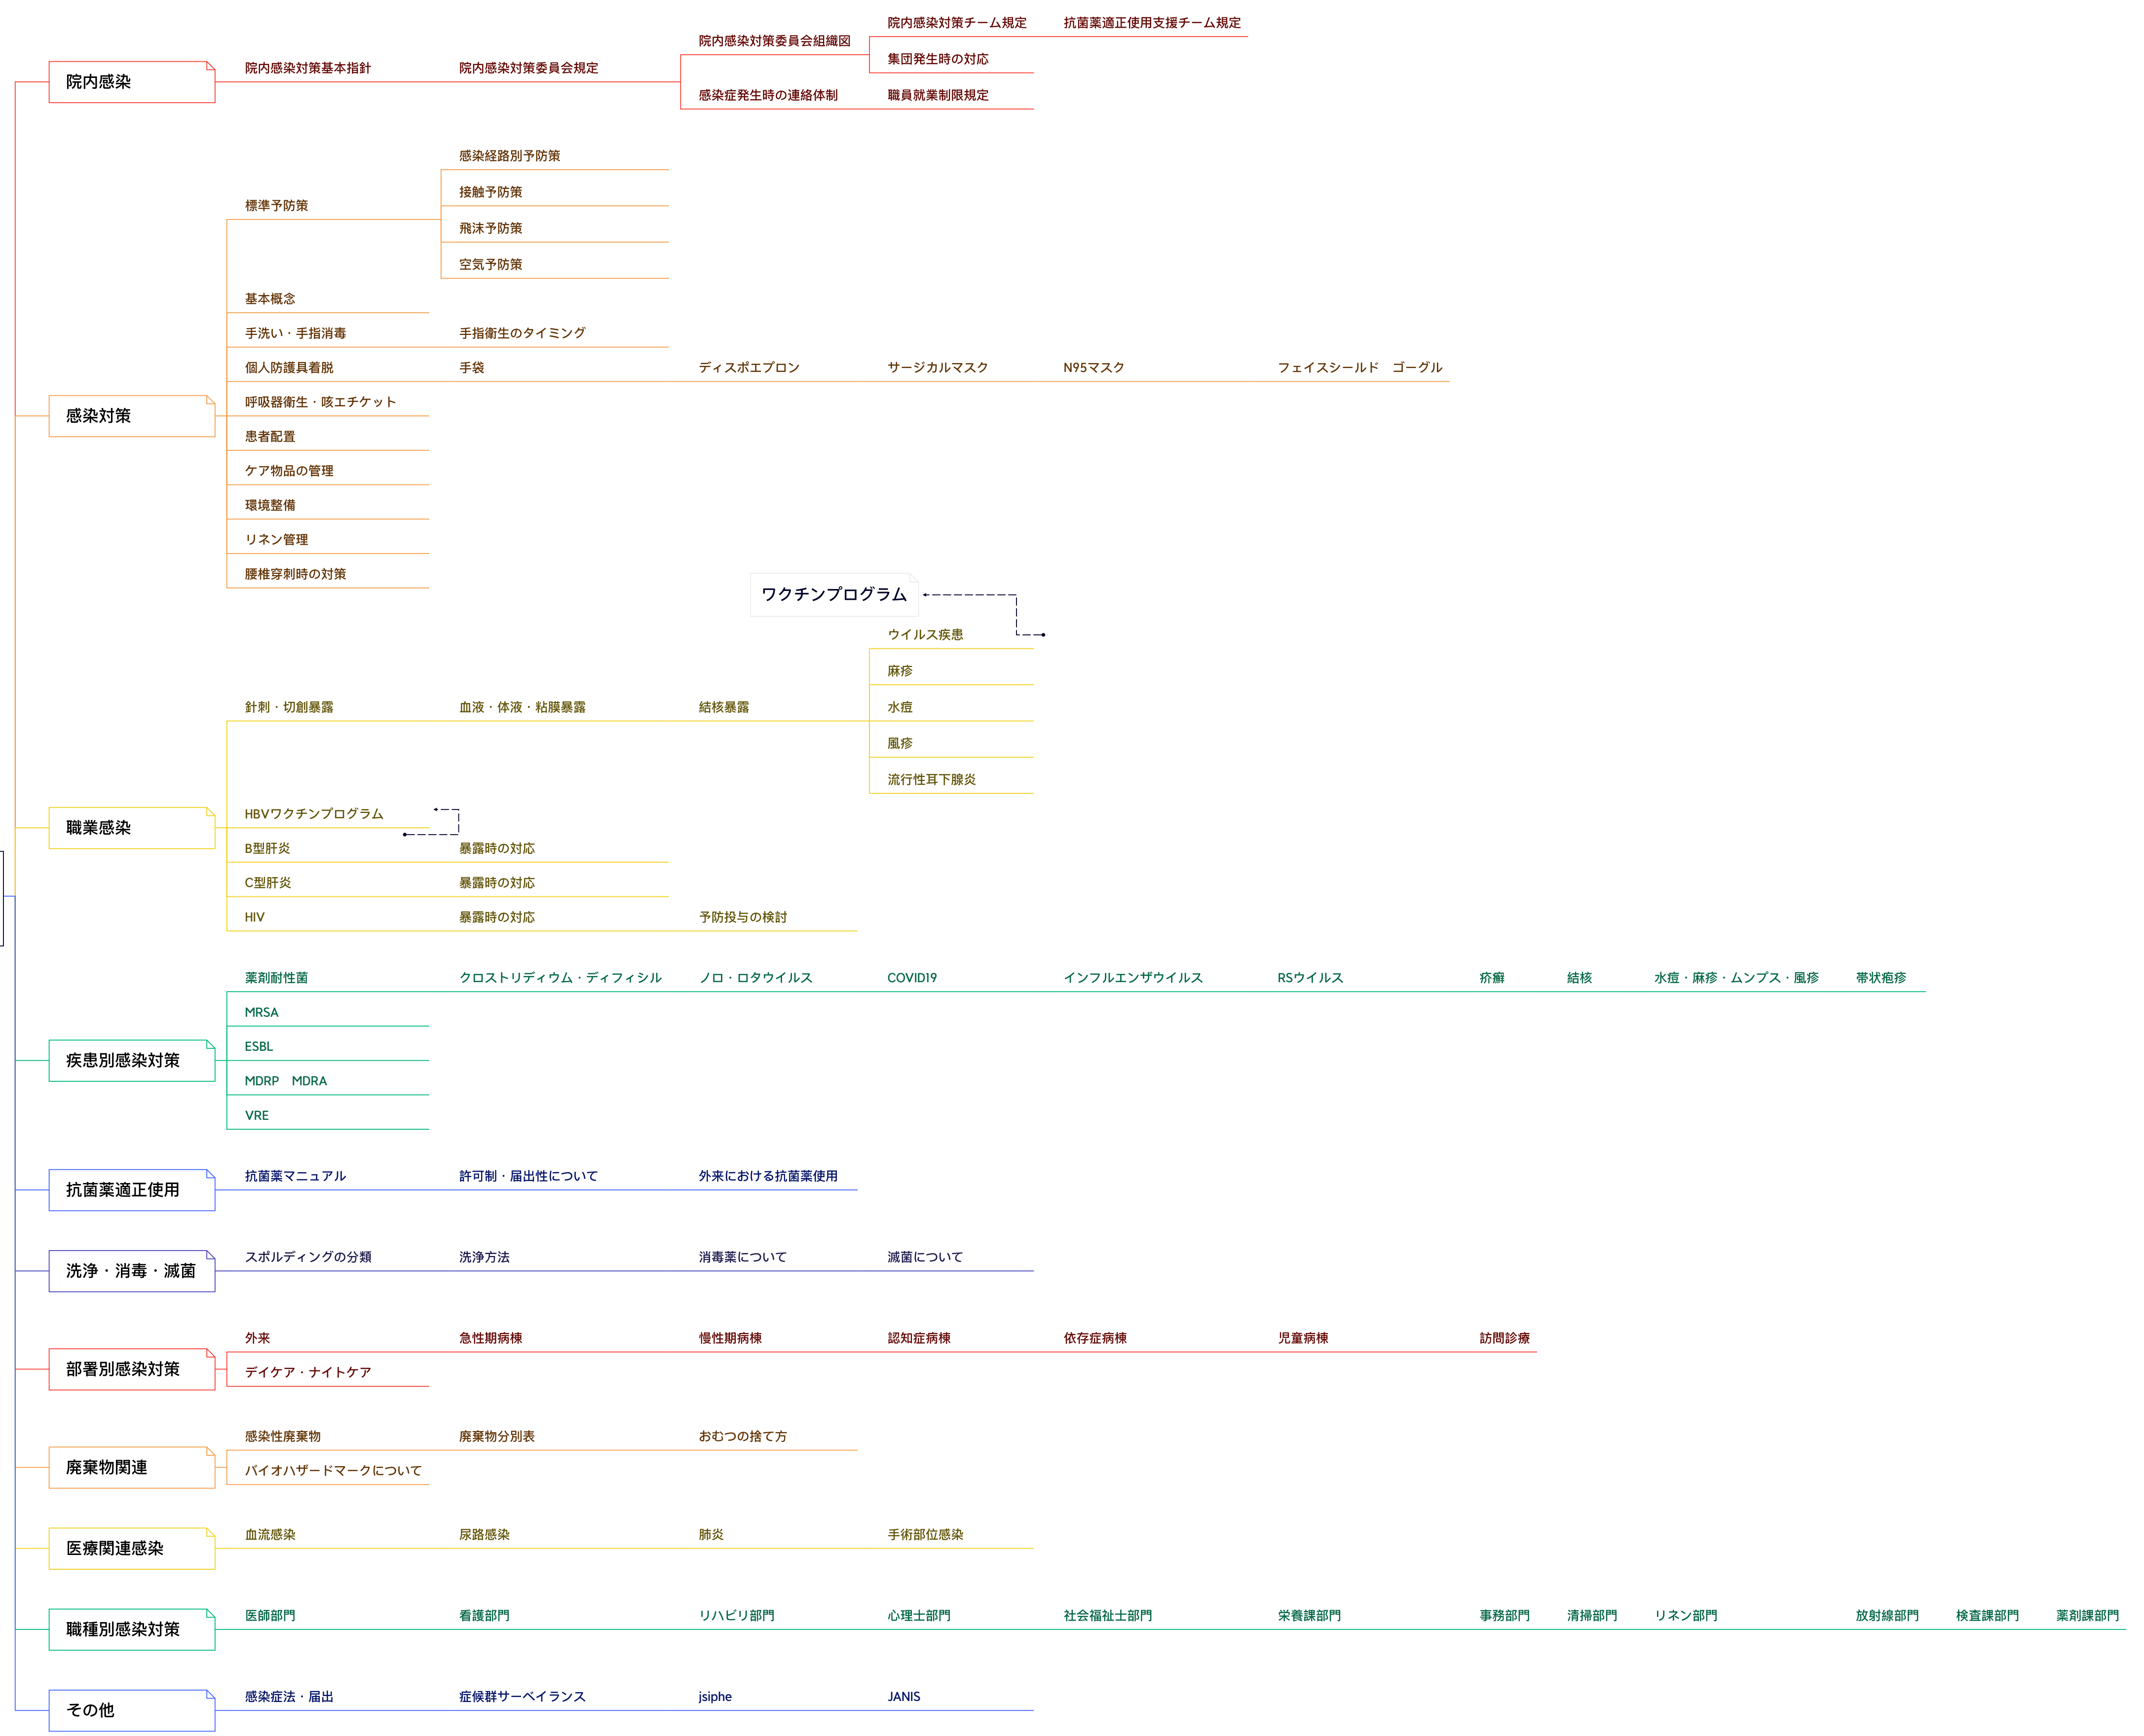 院内感染
院内感染対策基本指針
院内感染対策委員会規定
院内感染対策委員会組織図
院内感染対策チーム規定
抗菌薬適正使用支援チーム規定
集団発生時の対応
感染症発生時の連絡体制
職員就業制限規定
感染対策
標準予防策
感染経路別予防策
接触予防策
飛沫予防策
空気予防策
基本概念
手洗い・手指消毒
手指衛生のタイミング
個人防護具着脱
手袋
ディスポエプロン
サージカルマスク
N95マスク
フェイスシールド　ゴーグル
呼吸器衛生・咳エチケット
患者配置
ケア物品の管理
環境整備
リネン管理
腰椎穿刺時の対策
ワクチンプログラム
職業感染
針刺・切創暴露
血液・体液・粘膜暴露
結核暴露
ウイルス疾患
麻疹
水痘
風疹
流行性耳下腺炎
HBVワクチンプログラム
B型肝炎
暴露時の対応
C型肝炎
暴露時の対応
HIV
暴露時の対応
予防投与の検討
疾患別感染対策
薬剤耐性菌
クロストリディウム・ディフィシル
ノロ・ロタウイルス
COVID19
インフルエンザウイルス
RSウイルス
疥癬
結核
水痘・麻疹・ムンプス・風疹
帯状疱疹
MRSA
ESBL
MDRP　MDRA
VRE
抗菌薬適正使用
抗菌薬マニュアル
許可制・届出性について
外来における抗菌薬使用
洗浄・消毒・滅菌
スポルディングの分類
洗浄方法
消毒薬について
滅菌について
部署別感染対策
外来
急性期病棟
慢性期病棟
認知症病棟
依存症病棟
児童病棟
訪問診療
デイケア・ナイトケア
廃棄物関連
感染性廃棄物
廃棄物分別表
おむつの捨て方
バイオハザードマークについて
医療関連感染
血流感染
尿路感染
肺炎
手術部位感染
職種別感染対策
医師部門
看護部門
リハビリ部門
心理士部門
社会福祉士部門
栄養課部門
事務部門
清掃部門
リネン部門
放射線部門
検査課部門
薬剤課部門
その他
感染症法・届出
症候群サーベイランス
jsiphe
JANIS